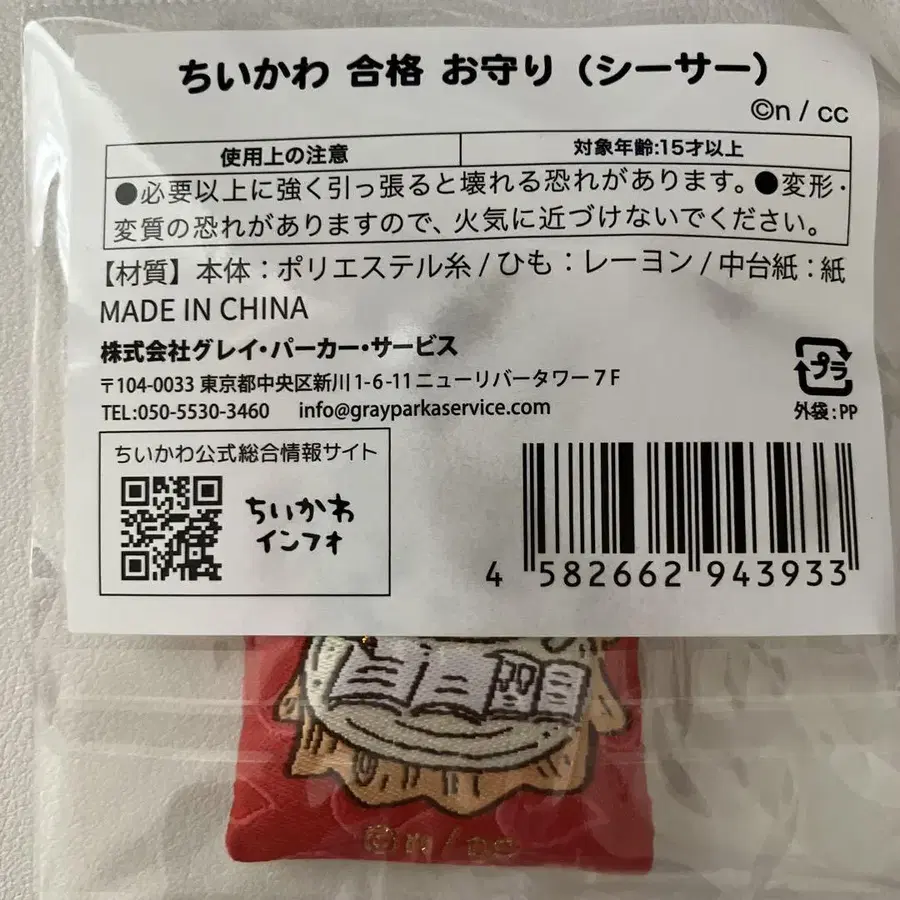 ちいかわ 合格 お守り（シーサー）
©n / cc
使用上の注意
対象年齢:15才以上
●必要以上に強く引っ張ると壊れる恐れがあります。●変形・
変質の恐れがありますので、火気に近づけないでください。
【材質】本体：ポリエステル糸 / ひも：レーヨン / 中台紙：紙
MADE IN CHINA
株式会社グレイ・パーカー・サービス
〒104-0033 東京都中央区新川1-6-11ニューリバータワー７F
TEL:050-5530-3460 info@grayparkaservice.com
プラ
外袋：PP
ちいかわ公式総合情報サイト
ちいかわ
インフォ
4 582662 943933